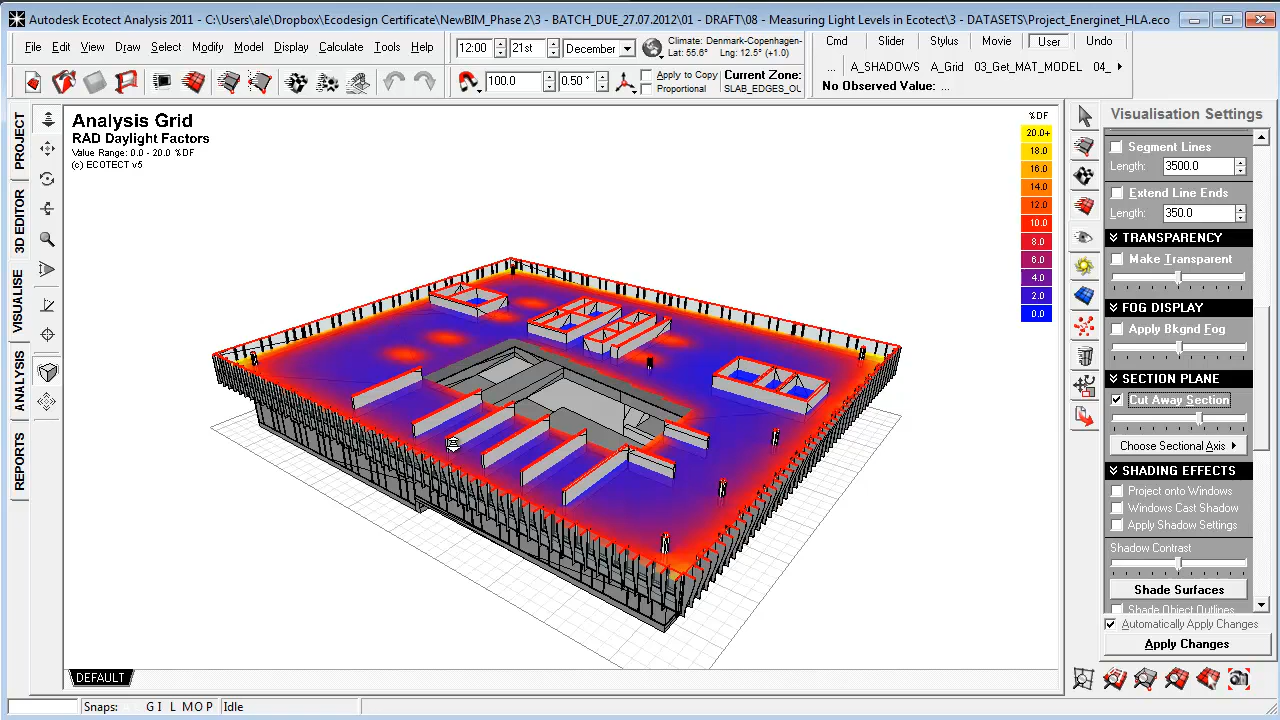 Autodesk Ecotect Analysis 2011 - C:\Users\ale\Dropbox\Ecodesign Certificate\NewBIM_Phase 2\3 - BATCH_DUE_27.07.2012\01 - DRAFT\08 - Measuring Light Levels in Ecotect\3 - DATASETS\Project_Energinet_HLA.eco
File Edit View Draw Select Modify Model Display Calculate Tools Help
12:00 21st December
Climate: Denmark-Copenhagen-
Lat: 55.6° Lng: 12.5° (+1.0)
Cmd Slider Stylus Movie User Undo
... A_SHADOWS A_Grid 03_Get_MAT_MODEL 04_
No Observed Value: ...
100.0 0.50 °
Apply to Copy
Proportional
Current Zone:
SLAB_EDGES_OU
PROJECT
3D EDITOR
VISUALISE
ANALYSIS
REPORTS
Analysis Grid
RAD Daylight Factors
Value Range: 0.0 - 20.0 %DF
(c) ECOTECT v5
%DF
20.0+
18.0
16.0
14.0
12.0
10.0
8.0
6.0
4.0
2.0
0.0
DEFAULT
Visualisation Settings
Segment Lines
Length: 3500.0
Extend Line Ends
Length: 350.0
TRANSPARENCY
Make Transparent
FOG DISPLAY
Apply Bkgnd Fog
SECTION PLANE
Cut Away Section
Choose Sectional Axis
SHADING EFFECTS
Project onto Windows
Windows Cast Shadow
Apply Shadow Settings
Shadow Contrast
Shade Surfaces
Shade Object Outlines
Automatically Apply Changes
Apply Changes
Snaps: G I L M O P Idle